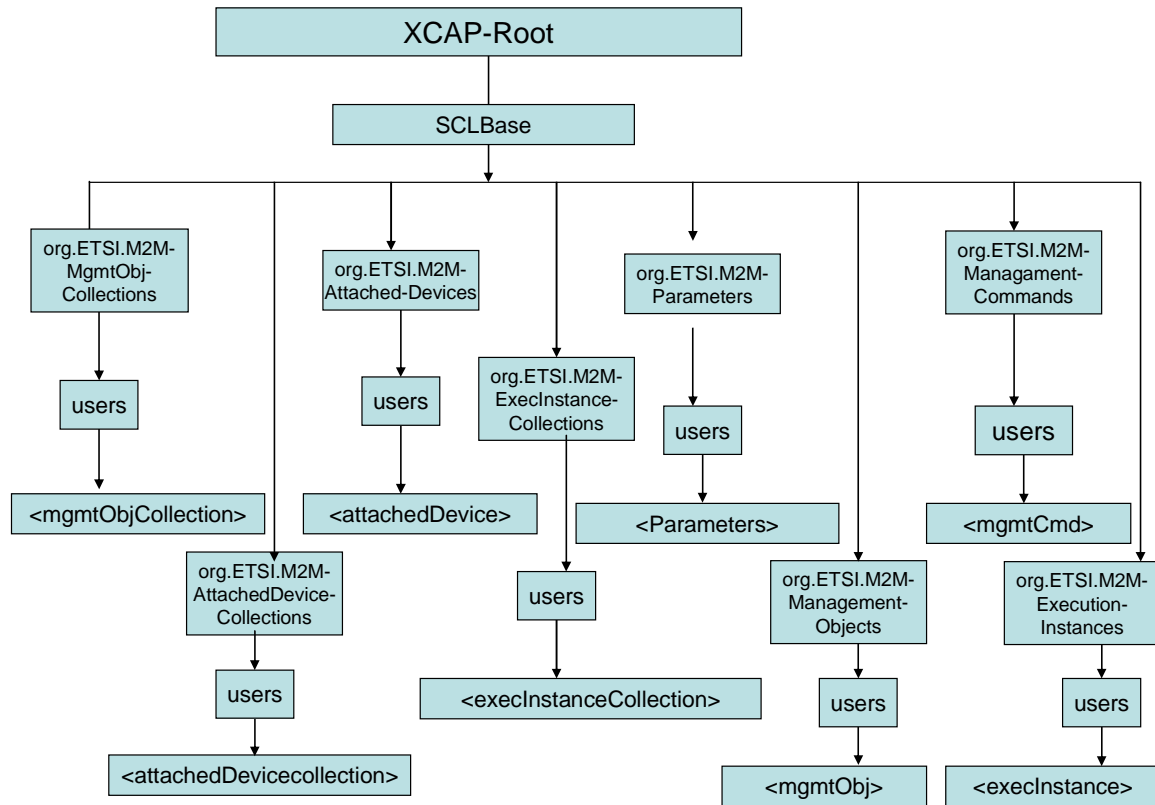 XCAP-Root
SCLBase
org.ETSI.M2M-
MgmtObj-
Collections
users
<mgmtObjCollection>
org.ETSI.M2M-
AttachedDevice-
Collections
users
<attachedDevicecollection>
org.ETSI.M2M-
Attached-Devices
users
<attachedDevice>
org.ETSI.M2M-
ExecInstance-
Collections
users
<execInstanceCollection>
org.ETSI.M2M-
Parameters
users
<Parameters>
org.ETSI.M2M-
Management-
Objects
users
<mgmtObj>
org.ETSI.M2M-
Managament-
Commands
users
<mgmtCmd>
org.ETSI.M2M-
Execution-
Instances
users
<execInstance>